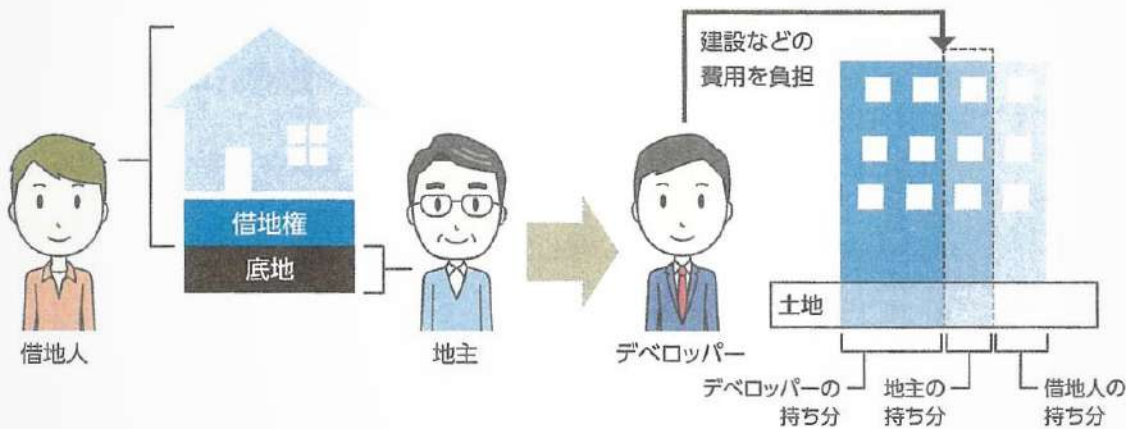 建設などの
費用を負担
借地権
底地
土地
借地人
地主
デベロッパー
デベロッパーの
持ち分
地主の
持ち分
借地人の
持ち分